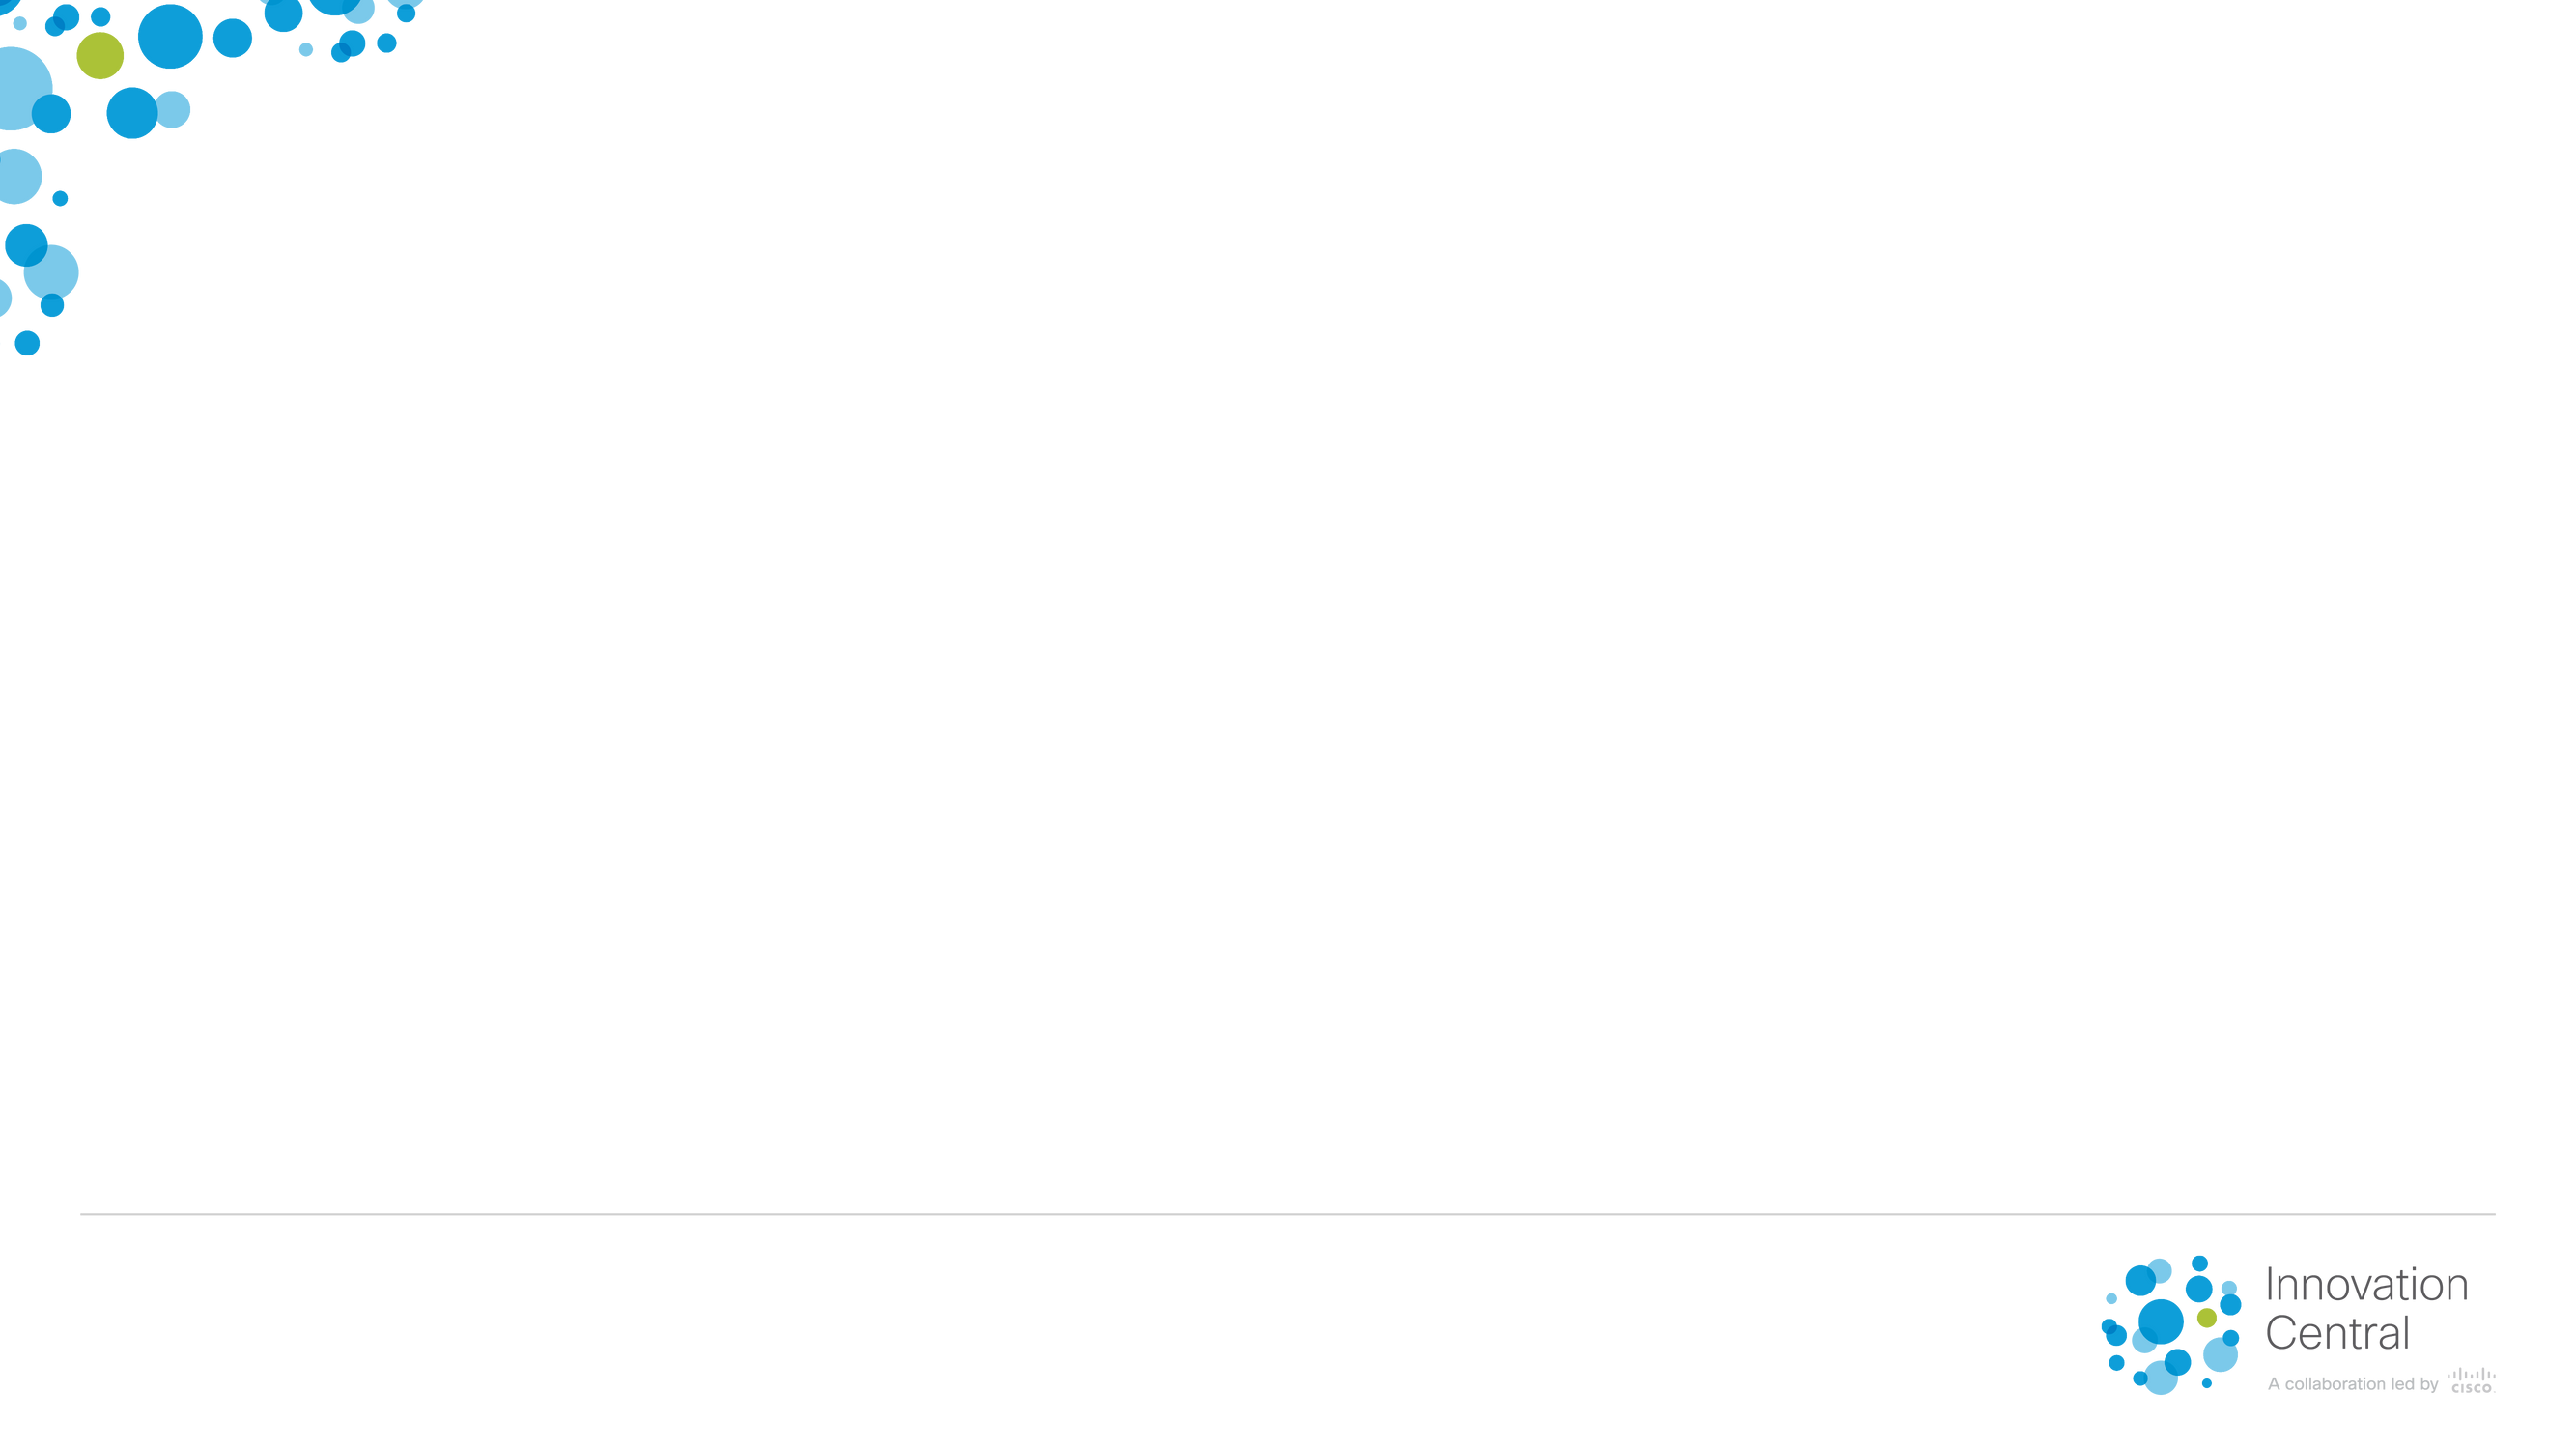 Innovation
Central
A collaboration led by CISCO